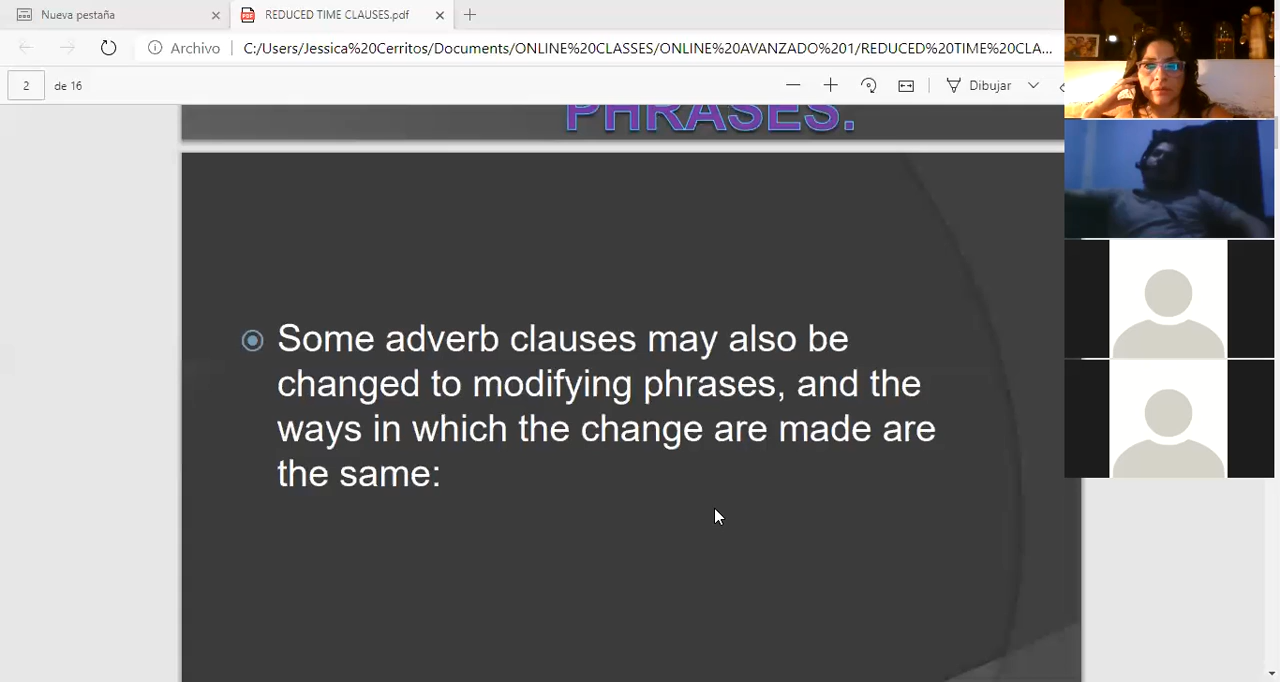 Nueva pestaña
REDUCED TIME CLAUSES.pdf
Archivo
C:/Users/Jessica%20Cerritos/Documents/ONLINE%20CLASSES/ONLINE%20AVANZADO%201/REDUCED%20TIME%20CLA...
2 de 16
Dibujar
PHRASES.
Some adverb clauses may also be
changed to modifying phrases, and the
ways in which the change are made are
the same: